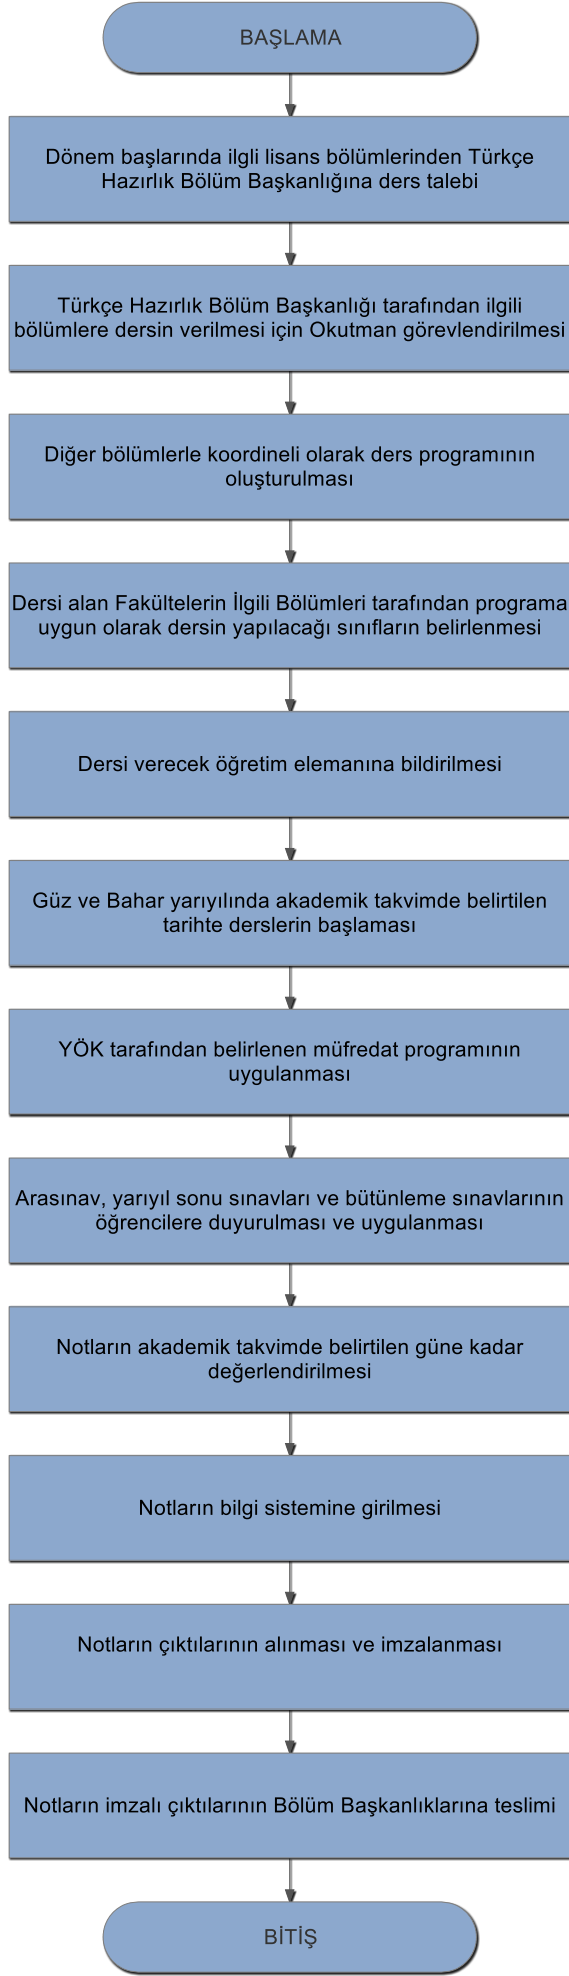 BAŞLAMA
Dönem başlarında ilgli lisans bölümlerinden Türkçe
Hazırlık Bölüm Başkanlığına ders talebi
Türkçe Hazırlık Bölüm Başkanlığı tarafından ilgili
bölümlere dersin verilmesi için Okutman görevlendirilmesi
Diğer bölümlerle koordineli olarak ders programının
oluşturulması
Dersi alan Fakültelerin İlgili Bölümleri tarafından programa
uygun olarak dersin yapılacağı sınıfların belirlenmesi
Dersi verecek öğretim elemanına bildirilmesi
Güz ve Bahar yarıyılında akademik takvimde belirtilen
tarihte derslerin başlaması
YÖK tarafından belirlenen müfredat programının
uygulanması
Arasınav, yarıyıl sonu sınavları ve bütünleme sınavlarının
öğrencilere duyurulması ve uygulanması
Notların akademik takvimde belirtilen güne kadar
değerlendirilmesi
Notların bilgi sistemine girilmesi
Notların çıktılarının alınması ve imzalanması
Notların imzalı çıktılarının Bölüm Başkanlıklarına teslimi
BİTİŞ